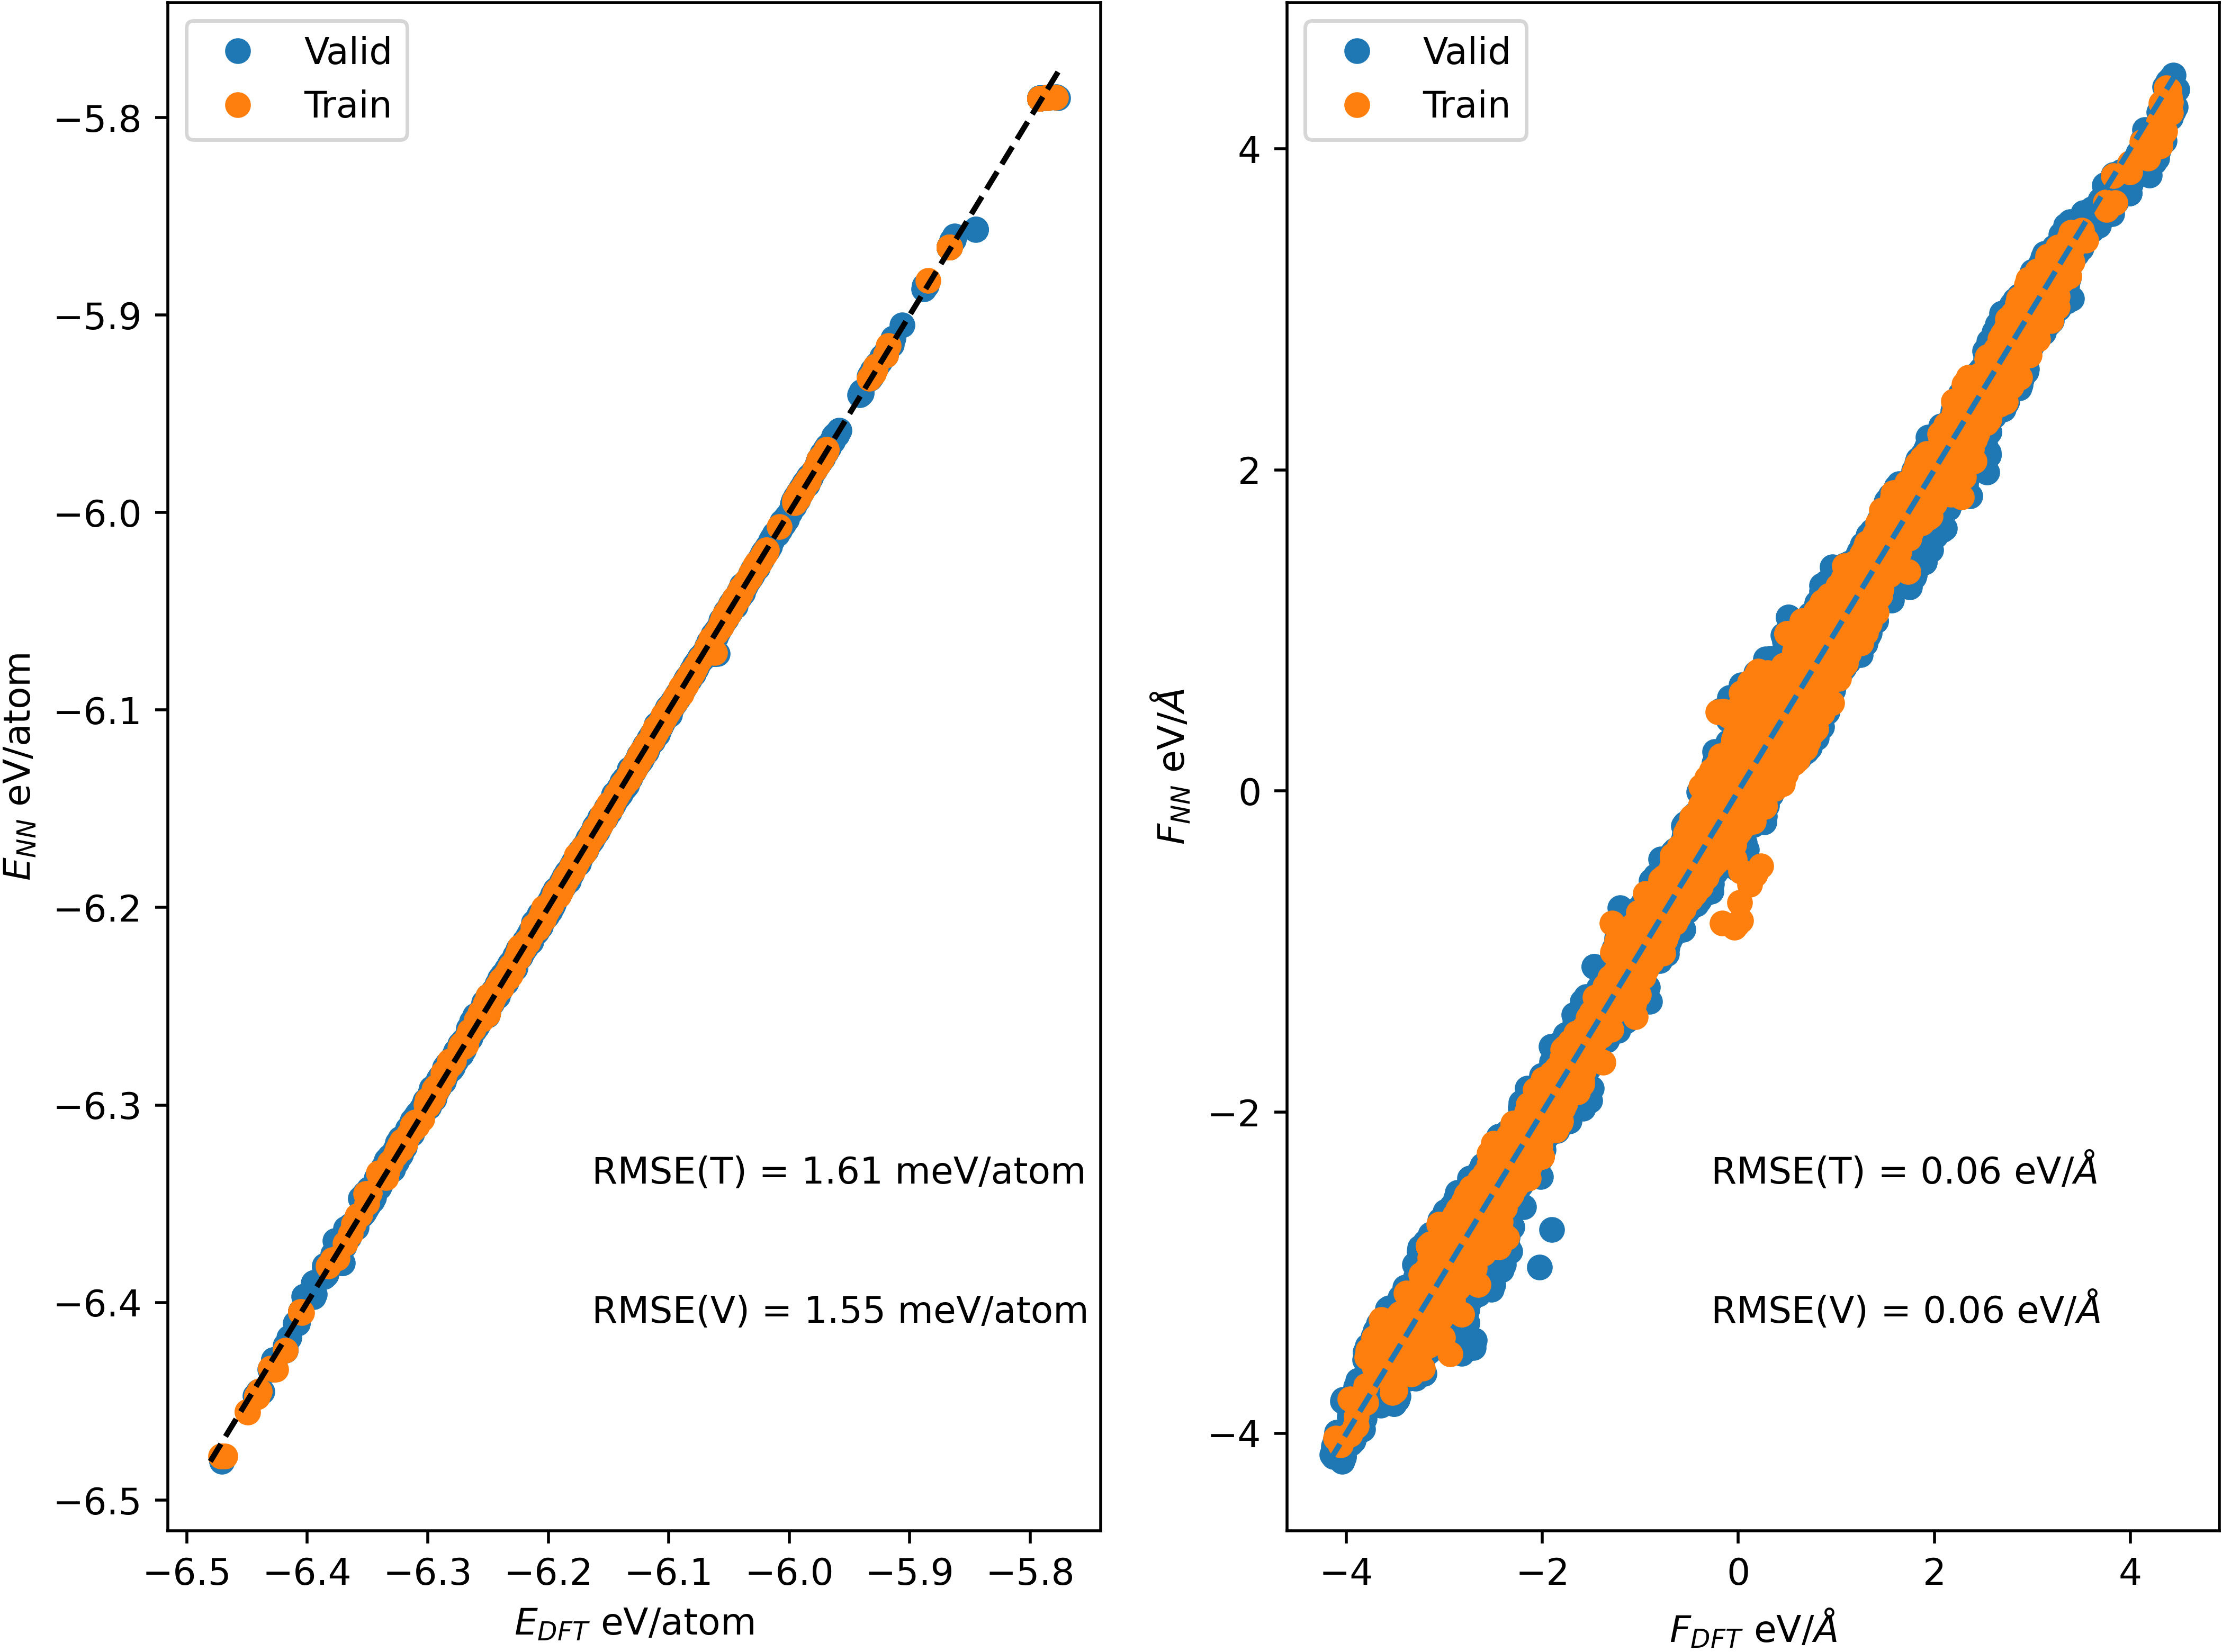 Valid
Train
−5.8
−5.9
−6.0
−6.1
−6.2
−6.3
−6.4
−6.5
E_NN eV/atom
RMSE(T) = 1.61 meV/atom
RMSE(V) = 1.55 meV/atom
−6.5 −6.4 −6.3 −6.2 −6.1 −6.0 −5.9 −5.8
E_DFT eV/atom
Valid
Train
4
2
0
−2
−4
F_NN eV/Å
RMSE(T) = 0.06 eV/Å
RMSE(V) = 0.06 eV/Å
−4 −2 0 2 4
F_DFT eV/Å